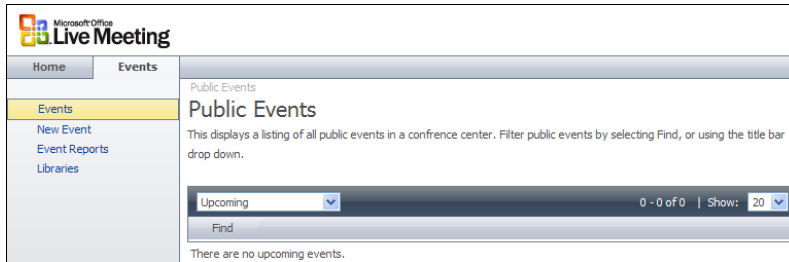 Microsoft Office
Live Meeting
Home Events
Events
New Event
Event Reports
Libraries
Public Events
Public Events
This displays a listing of all public events in a confrence center. Filter public events by selecting Find, or using the title bar
drop down.
Upcoming 0 - 0 of 0 | Show: 20
Find
There are no upcoming events.